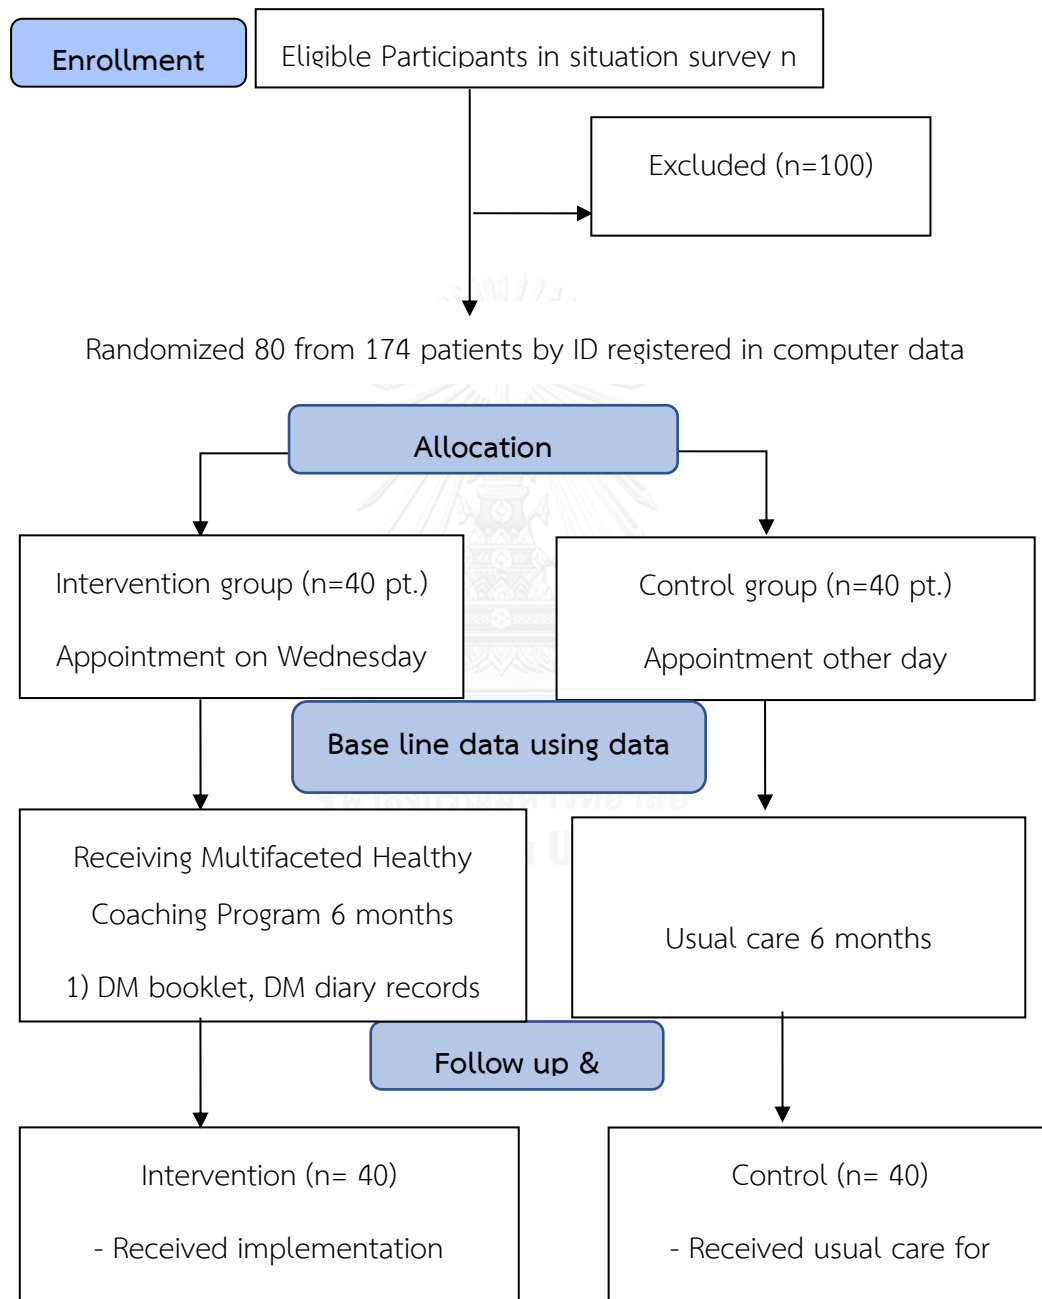 Enrollment
Eligible Participants in situation survey n
Excluded (n=100)
Randomized 80 from 174 patients by ID registered in computer data
Allocation
Intervention group (n=40 pt.)
Appointment on Wednesday
Control group (n=40 pt.)
Appointment other day
Base line data using data
Receiving Multifaceted Healthy
Coaching Program 6 months
1) DM booklet, DM diary records
Usual care 6 months
Follow up &
Intervention (n= 40)
- Received implementation
Control (n= 40)
- Received usual care for